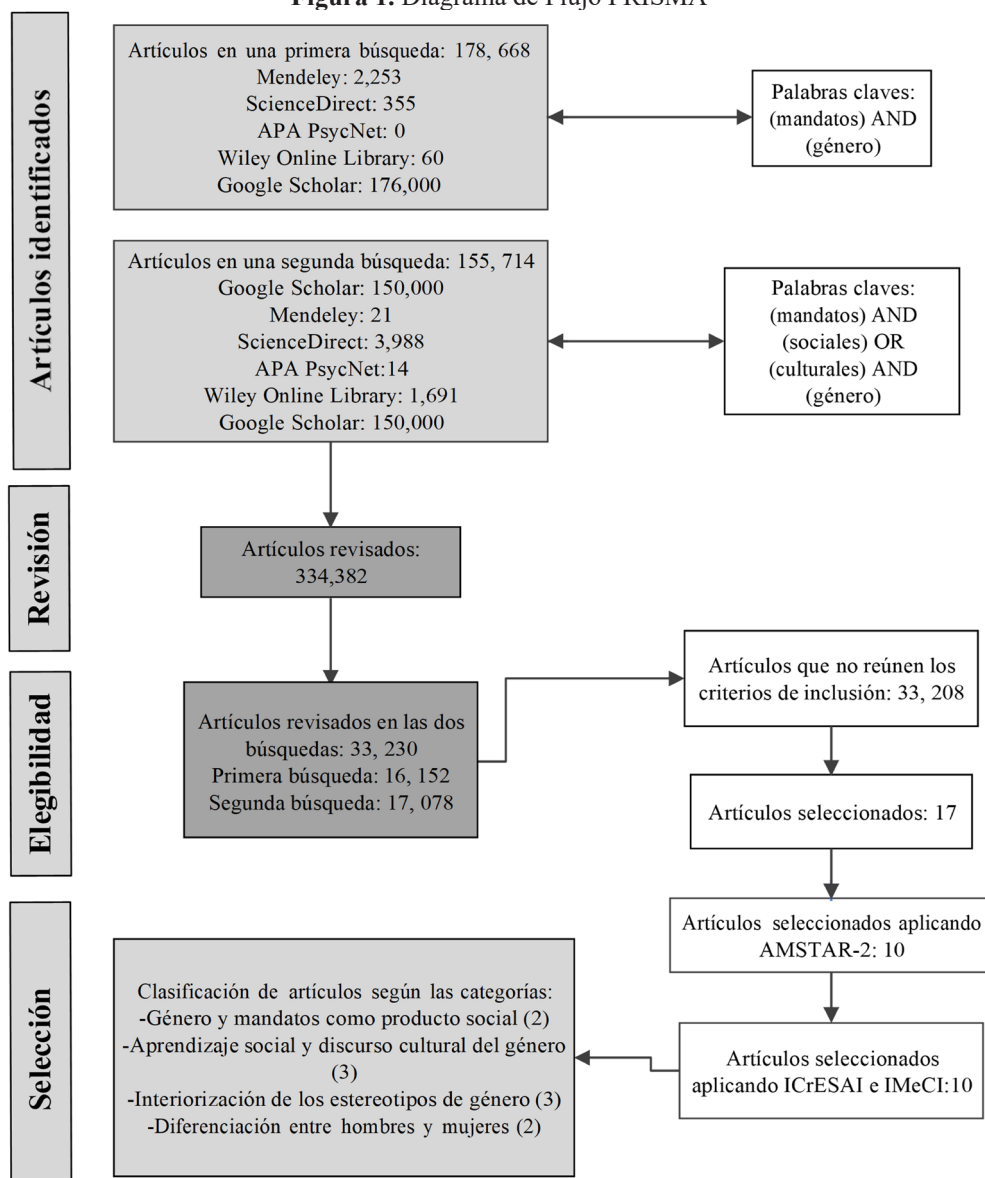 Figura 1. Diagrama de Flujo PRISMA
Artículos identificados
Artículos en una primera búsqueda: 178, 668
Mendeley: 2,253
ScienceDirect: 355
APA PsycNet: 0
Wiley Online Library: 60
Google Scholar: 176,000
Palabras claves:
(mandatos) AND
(género)
Artículos en una segunda búsqueda: 155, 714
Google Scholar: 150,000
Mendeley: 21
ScienceDirect: 3,988
APA PsycNet:14
Wiley Online Library: 1,691
Google Scholar: 150,000
Palabras claves:
(mandatos) AND
(sociales) OR
(culturales) AND
(género)
Revisión
Artículos revisados:
334,382
Elegibilidad
Artículos revisados en las dos
búsquedas: 33, 230
Primera búsqueda: 16, 152
Segunda búsqueda: 17, 078
Artículos que no reúnen los
criterios de inclusión: 33, 208
Artículos seleccionados: 17
Selección
Artículos seleccionados aplicando
AMSTAR-2: 10
Artículos seleccionados
aplicando ICrESAI e IMeCI:10
Clasificación de artículos según las categorías:
-Género y mandatos como producto social (2)
-Aprendizaje social y discurso cultural del género
(3)
-Interiorización de los estereotipos de género (3)
-Diferenciación entre hombres y mujeres (2)